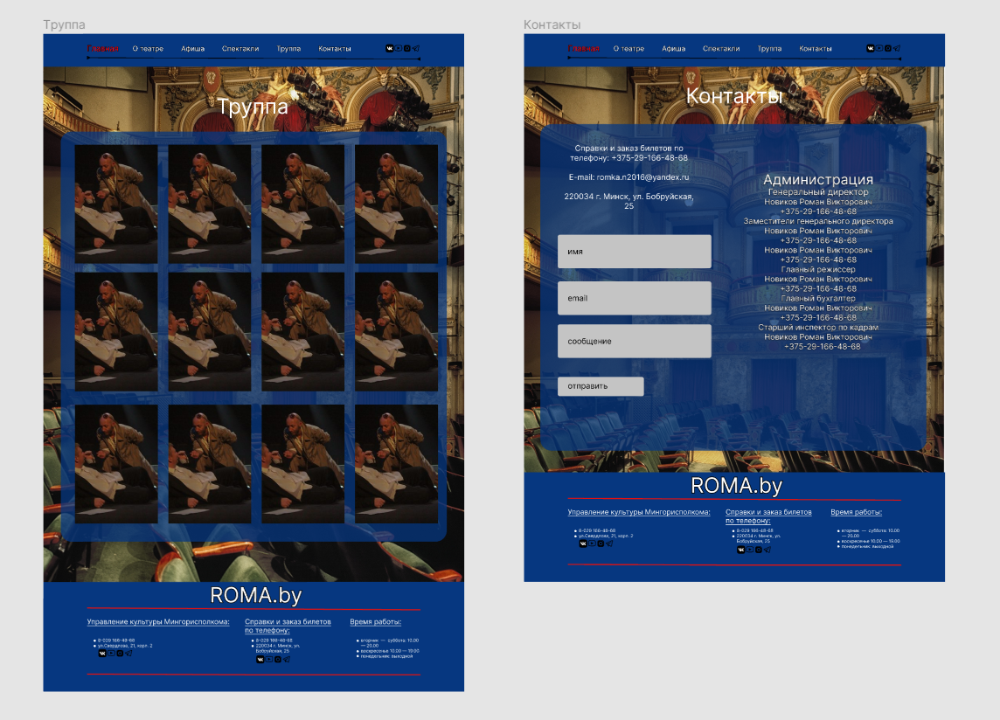 Труппа
Главная О театре Афиша Спектакли Труппа Контакты
Труппа
ROMA.by
Управление культуры Мингорисполкома:
8-029 166-48-68
ул.Свердлова, 21, корп. 2
Справки и заказ билетов
по телефону:
8-029 166-48-68
220034 г. Минск, ул.
Бобруйская, 25
Время работы:
вторник — суббота: 10.00
— 20.00
воскресенье 10.00 — 19.00
понедельник: выходной
Контакты
Главная О театре Афиша Спектакли Труппа Контакты
Контакты
Справки и заказ билетов по
телефону: +375-29-166-48-68
E-mail: romka.n2016@yandex.ru
220034 г. Минск, ул. Бобруйская,
25
имя
email
сообщение
отправить
Администрация
Генеральный директор
Новиков Роман Викторович
+375-29-166-48-68
Заместители генерального директора
Новиков Роман Викторович
+375-29-166-48-68
Новиков Роман Викторович
+375-29-166-48-68
Главный режиссер
Новиков Роман Викторович
+375-29-166-48-68
Главный бухгалтер
Новиков Роман Викторович
+375-29-166-48-68
Старший инспектор по кадрам
Новиков Роман Викторович
+375-29-166-48-68
ROMA.by
Управление культуры Мингорисполкома:
8-029 166-48-68
ул.Свердлова, 21, корп. 2
Справки и заказ билетов
по телефону:
8-029 166-48-68
220034 г. Минск, ул.
Бобруйская, 25
Время работы:
вторник — суббота: 10.00
— 20.00
воскресенье 10.00 — 19.00
понедельник: выходной